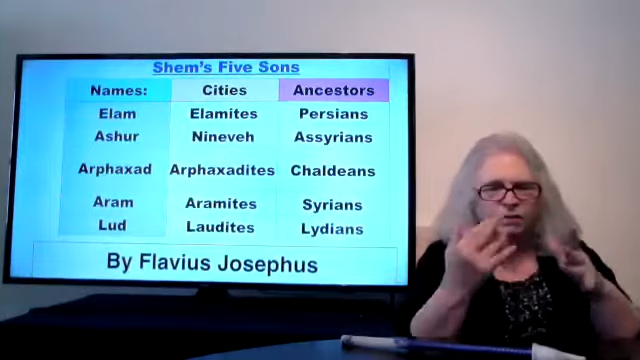 Shem's Five Sons
Names: Cities Ancestors
Elam Elamites Persians
Ashur Nineveh Assyrians
Arphaxad Arphaxadites Chaldeans
Aram Aramites Syrians
Lud Laudites Lydians
By Flavius Josephus